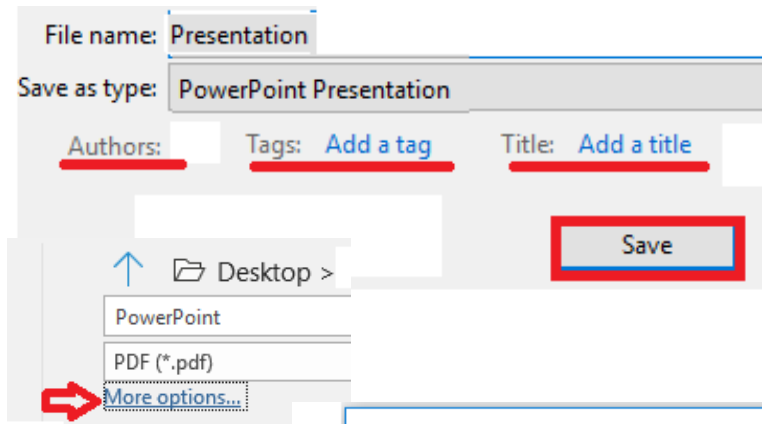 File name: Presentation
Save as type: PowerPoint Presentation
Authors: Tags: Add a tag Title: Add a title
Save
Desktop >
PowerPoint
PDF (*.pdf)
More options...